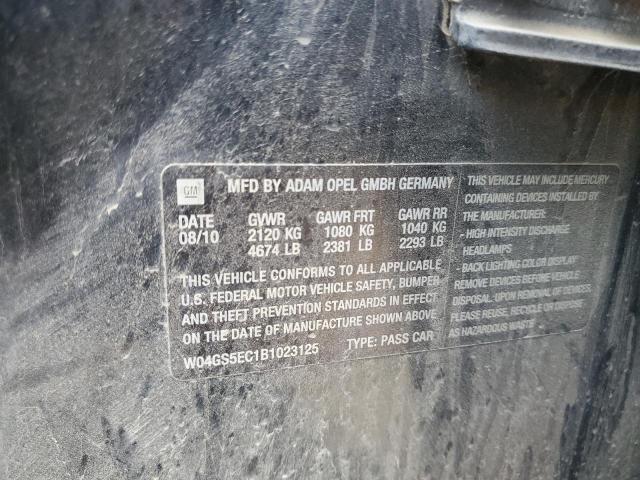 GM MFD BY ADAM OPEL GMBH GERMANY
DATE GVWR GAWR FRT GAWR RR
08/10 2120 KG 1080 KG 1040 KG
4674 LB 2381 LB 2293 LB
THIS VEHICLE CONFORMS TO ALL APPLICABLE
U.S. FEDERAL MOTOR VEHICLE SAFETY, BUMPER
AND THEFT PREVENTION STANDARDS IN EFFECT
ON THE DATE OF MANUFACTURE SHOWN ABOVE
W04GS5EC1B1023125 TYPE: PASS CAR
THIS VEHICLE MAY INCLUDE MERCURY
CONTAINING DEVICES INSTALLED BY
THE MANUFACTURER:
- HIGH INTENSITY DISCHARGE
HEADLAMPS
- BACK LIGHTING COLOR DISPLAY
REMOVE DEVICES BEFORE VEHICLE
DISPOSAL. UPON REMOVAL OF DEVICES,
PLEASE REUSE, RECYCLE OR DISPOSE
AS HAZARDOUS WASTE